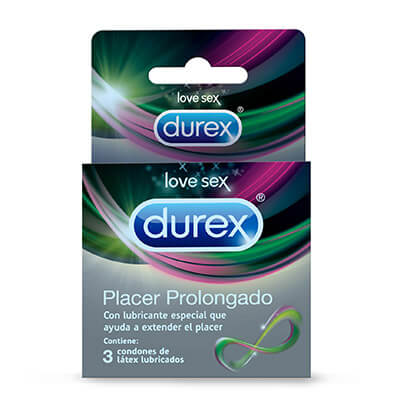 love sex
durex®
love sex
durex®
Placer Prolongado
Con lubricante especial que
ayuda a extender el placer
Contiene:
3 condones de
látex lubricados